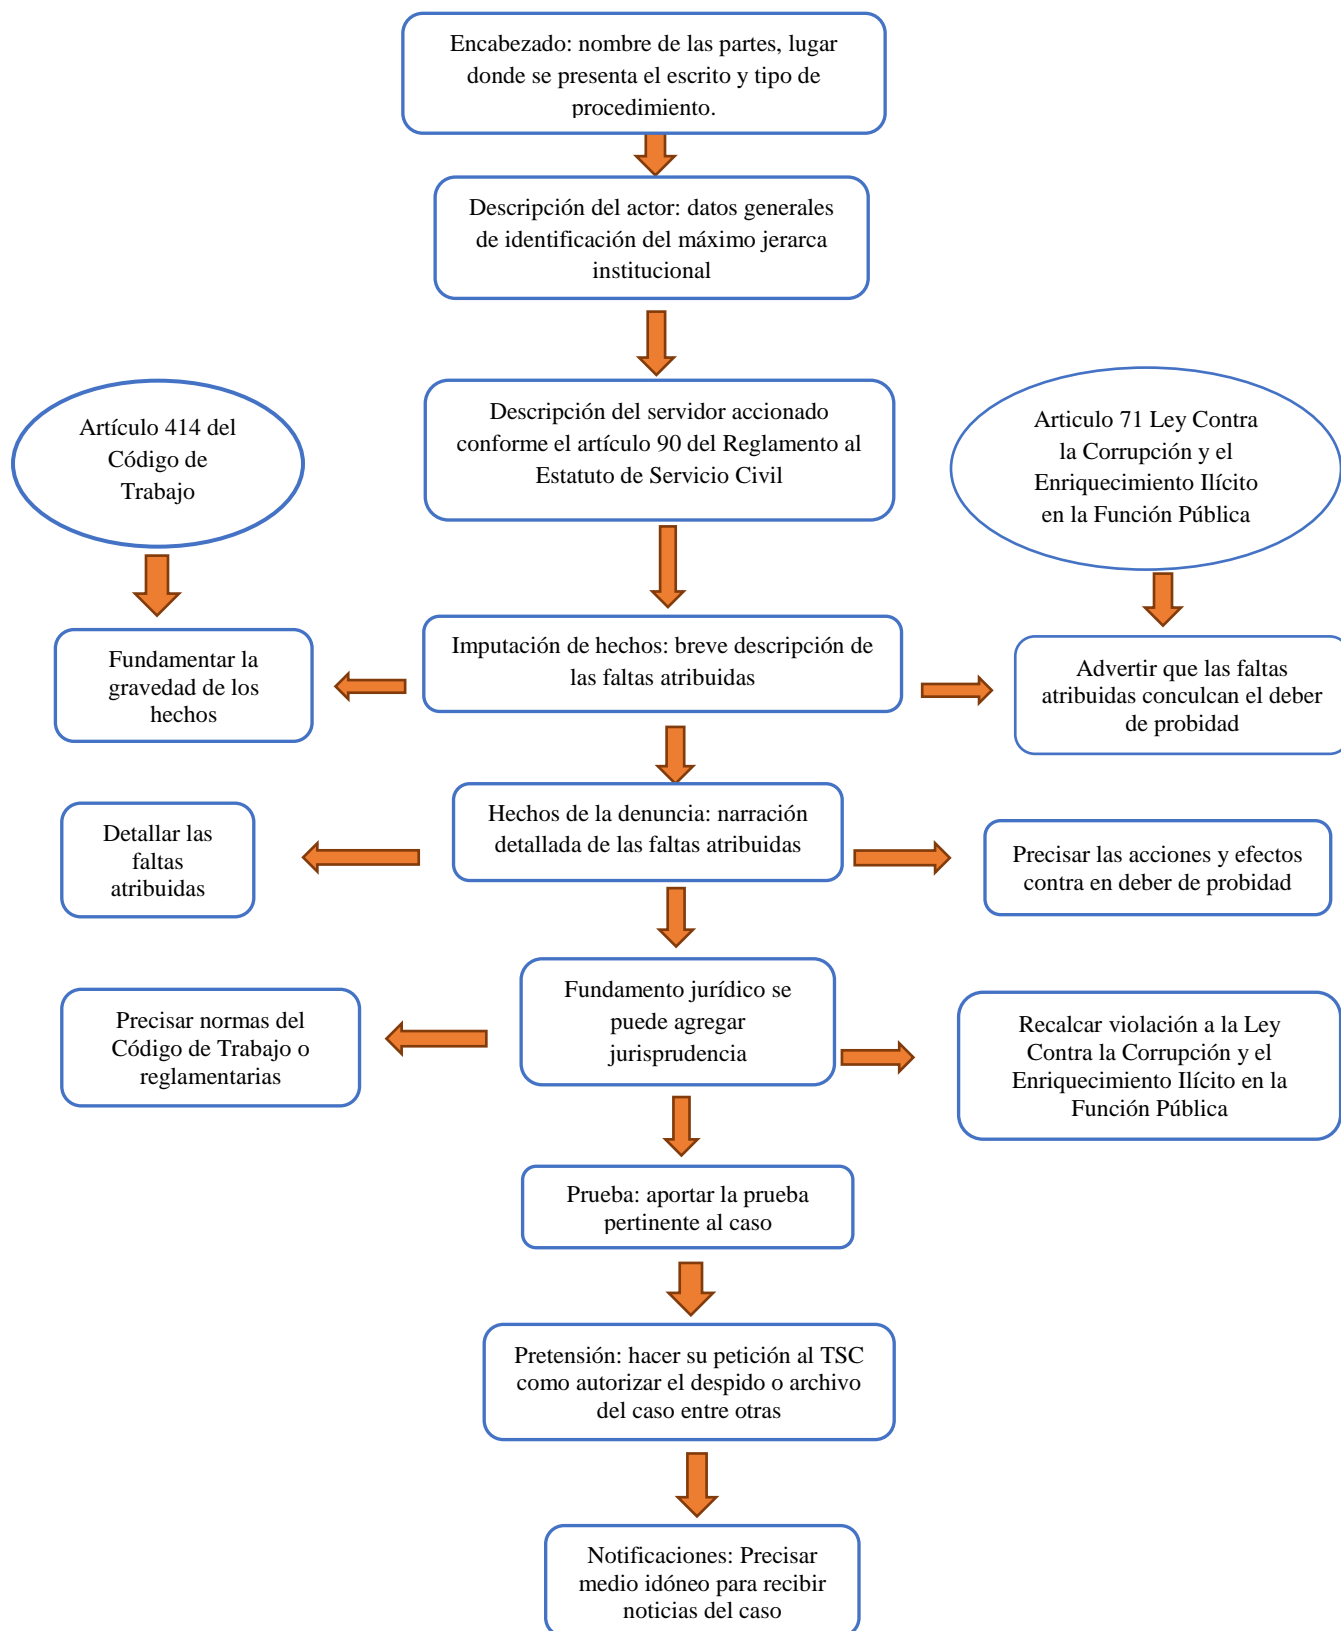 Encabezado: nombre de las partes, lugar
donde se presenta el escrito y tipo de
procedimiento.
Descripción del actor: datos generales
de identificación del máximo jerarca
institucional
Descripción del servidor accionado
conforme el artículo 90 del Reglamento al
Estatuto de Servicio Civil
Artículo 414 del
Código de
Trabajo
Articulo 71 Ley Contra
la Corrupción y el
Enriquecimiento Ilícito
en la Función Pública
Imputación de hechos: breve descripción de
las faltas atribuidas
Fundamentar la
gravedad de los
hechos
Advertir que las faltas
atribuidas conculcan el deber
de probidad
Hechos de la denuncia: narración
detallada de las faltas atribuidas
Detallar las
faltas
atribuidas
Precisar las acciones y efectos
contra en deber de probidad
Fundamento jurídico se
puede agregar
jurisprudencia
Precisar normas del
Código de Trabajo o
reglamentarias
Recalcar violación a la Ley
Contra la Corrupción y el
Enriquecimiento Ilícito en la
Función Pública
Prueba: aportar la prueba
pertinente al caso
Pretensión: hacer su petición al TSC
como autorizar el despido o archivo
del caso entre otras
Notificaciones: Precisar
medio idóneo para recibir
noticias del caso